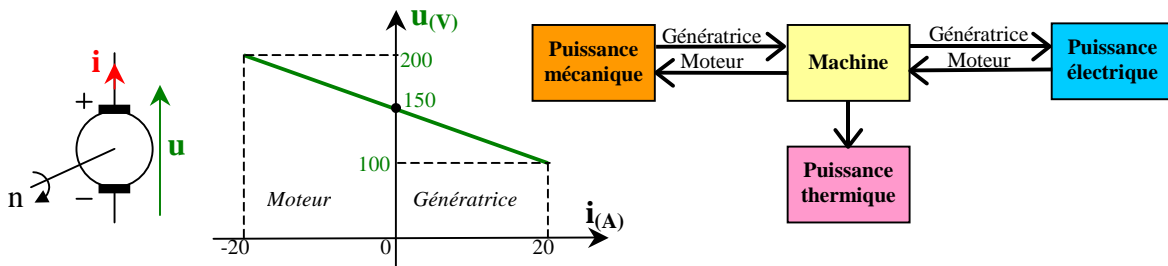 i
+
u
n
−
u(V)
200
150
100
Moteur
Génératrice
i(A)
-20
0
20
Puissance
mécanique
Génératrice
Moteur
Machine
Génératrice
Moteur
Puissance
électrique
Puissance
thermique